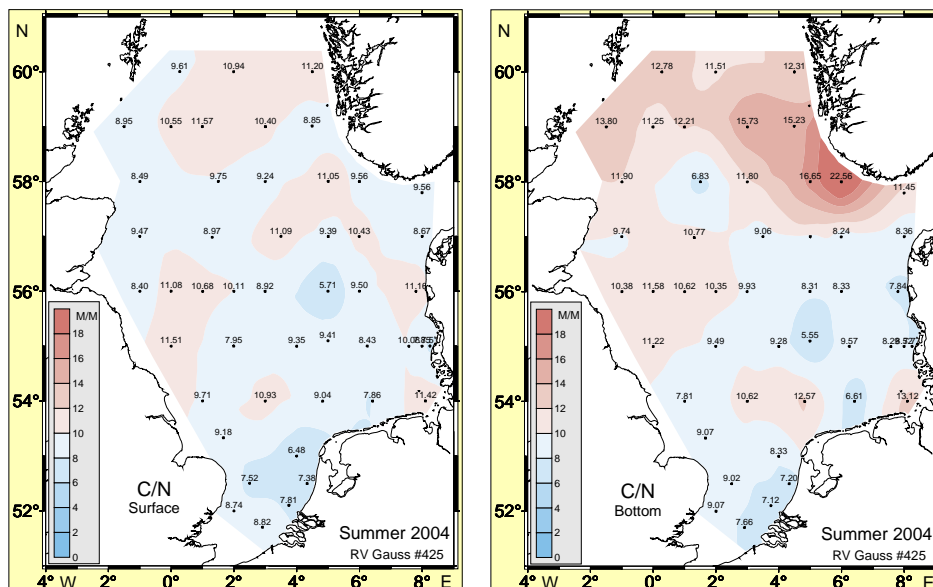 N
9.61 10.94 11.20
60°
8.95 10.55 11.57 10.40 8.85
8.49 9.75 9.24 11.05 9.56
58°
9.56
9.47 8.97 11.09 9.39 10.43 8.67
8.40 11.08 10.68 10.11 8.92 5.71 9.50 11.16
56°
M/M
18
16
14
12
10
8
6
4
2
0
11.51 7.95 9.35 9.41 8.43
9.71 10.93 9.04 7.86 11.42
54°
9.18
6.48
7.52 7.38
7.81
8.74
8.82
52°
C/N
Surface
Summer 2004
RV Gauss #425
4° W 2° 0° 2° 4° 6° 8° E
N
12.78 11.51 12.31
60°
13.80 11.25 12.21 15.73 15.23
11.90 6.83 11.80 16.65 22.56
58°
11.45
9.74 10.77 9.06 8.24 8.36
10.38 11.58 10.62 10.35 9.93 8.31 8.33 7.84
56°
M/M
18
16
14
12
10
8
6
4
2
0
11.22 9.49 9.28 5.55 9.57
7.81 10.62 12.57 6.61 13.12
54°
9.07
8.33
9.02 7.20
7.12
9.07
7.66
52°
C/N
Bottom
Summer 2004
RV Gauss #425
4° W 2° 0° 2° 4° 6° 8° E